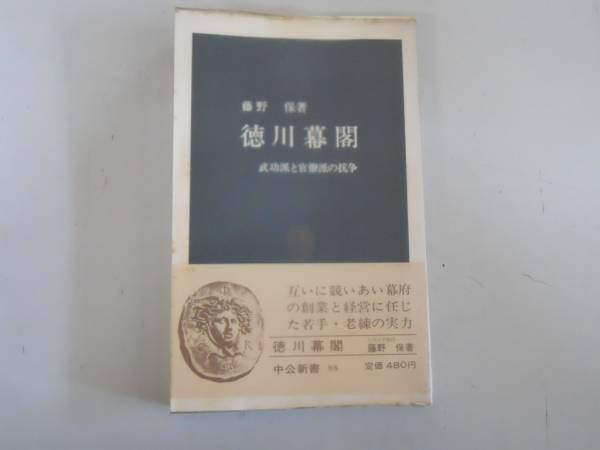 藤野 保著
徳川幕閣
武功派と官僚派の抗争
互いに競いあい幕府
の創業と経営に任じ
た若手・老練の実力
徳川幕閣
藤野 保著
中公新書
定価480円